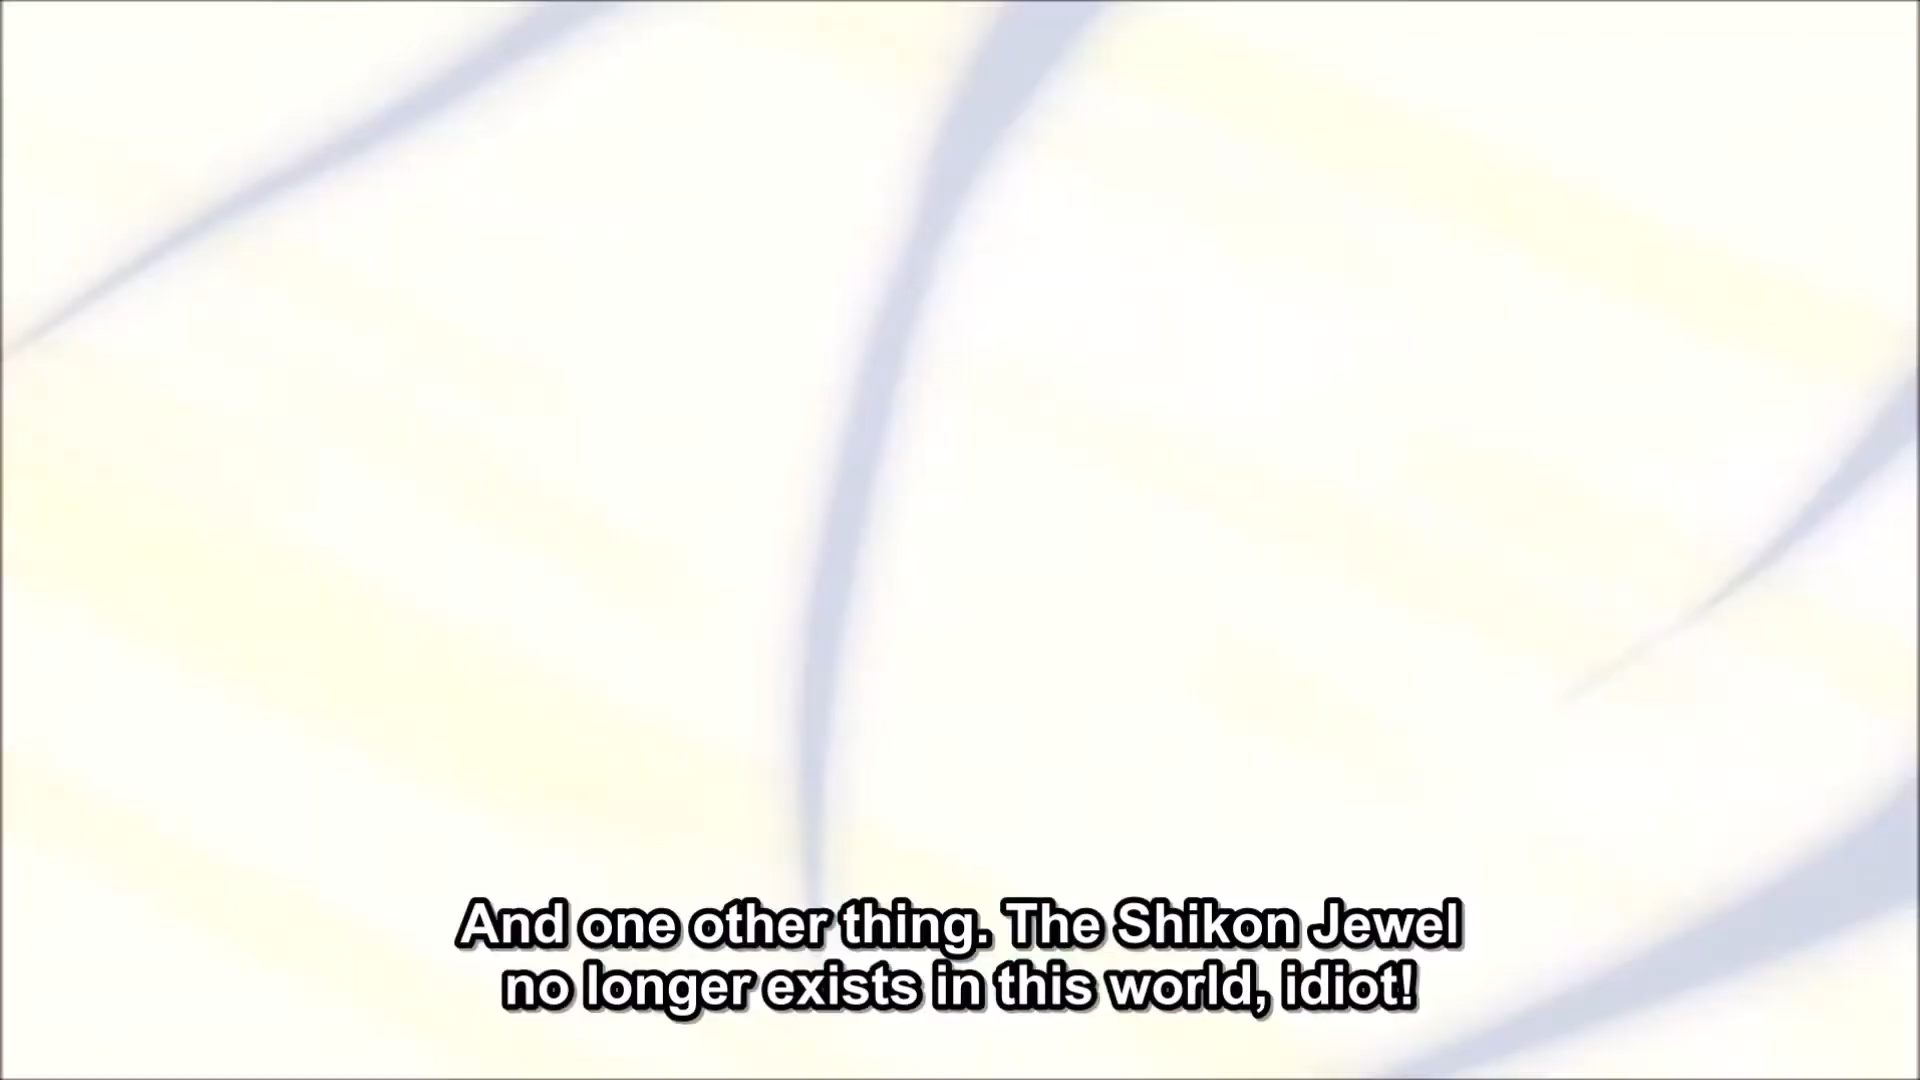 And one other thing. The Shikon Jewel
no longer exists in this world, idiot!